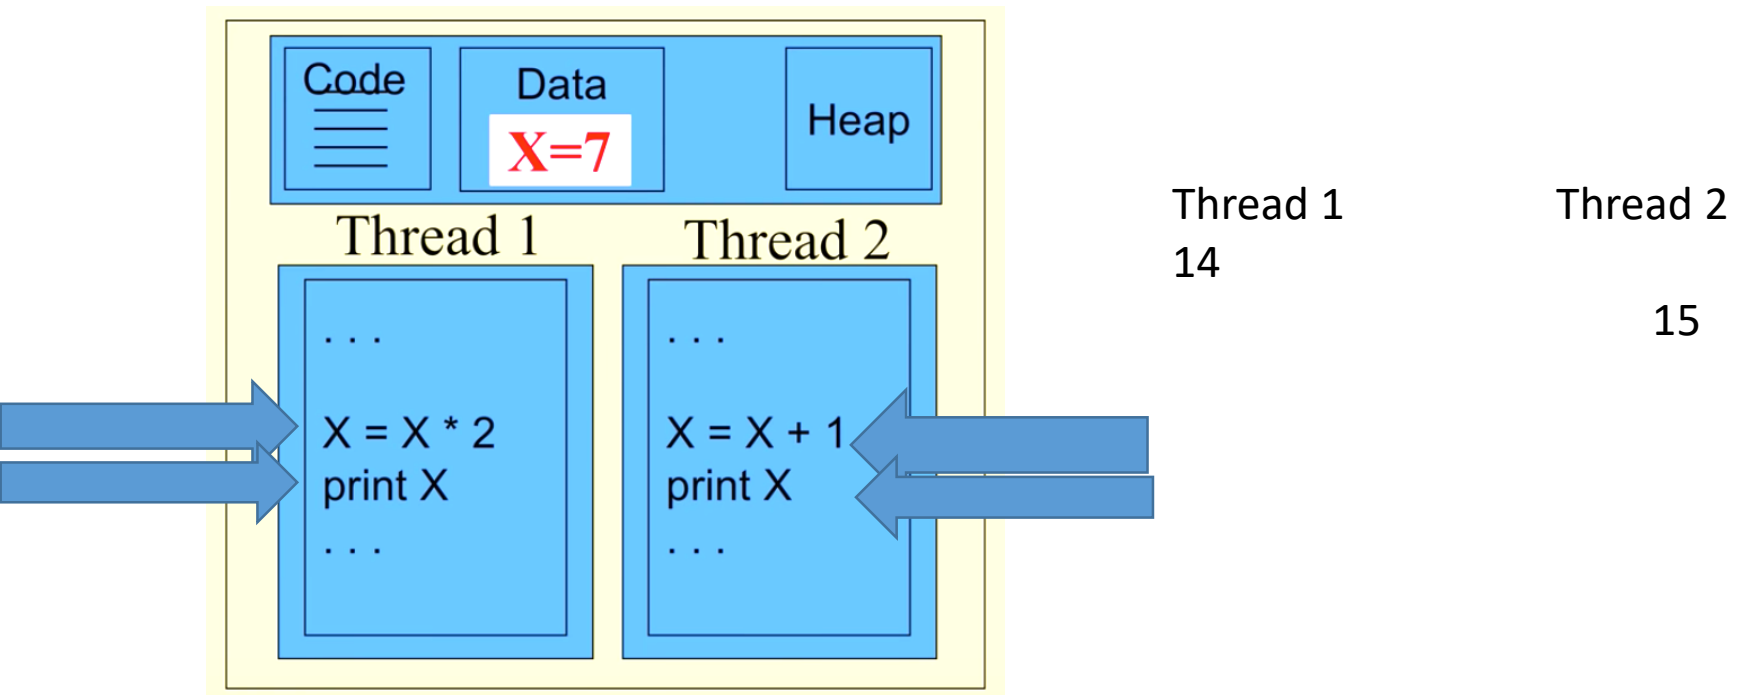 Code
Data
X=7
Heap
Thread 1
Thread 2
. . .
X = X * 2
print X
. . .
. . .
X = X + 1
print X
. . .
Thread 1
Thread 2
14
15